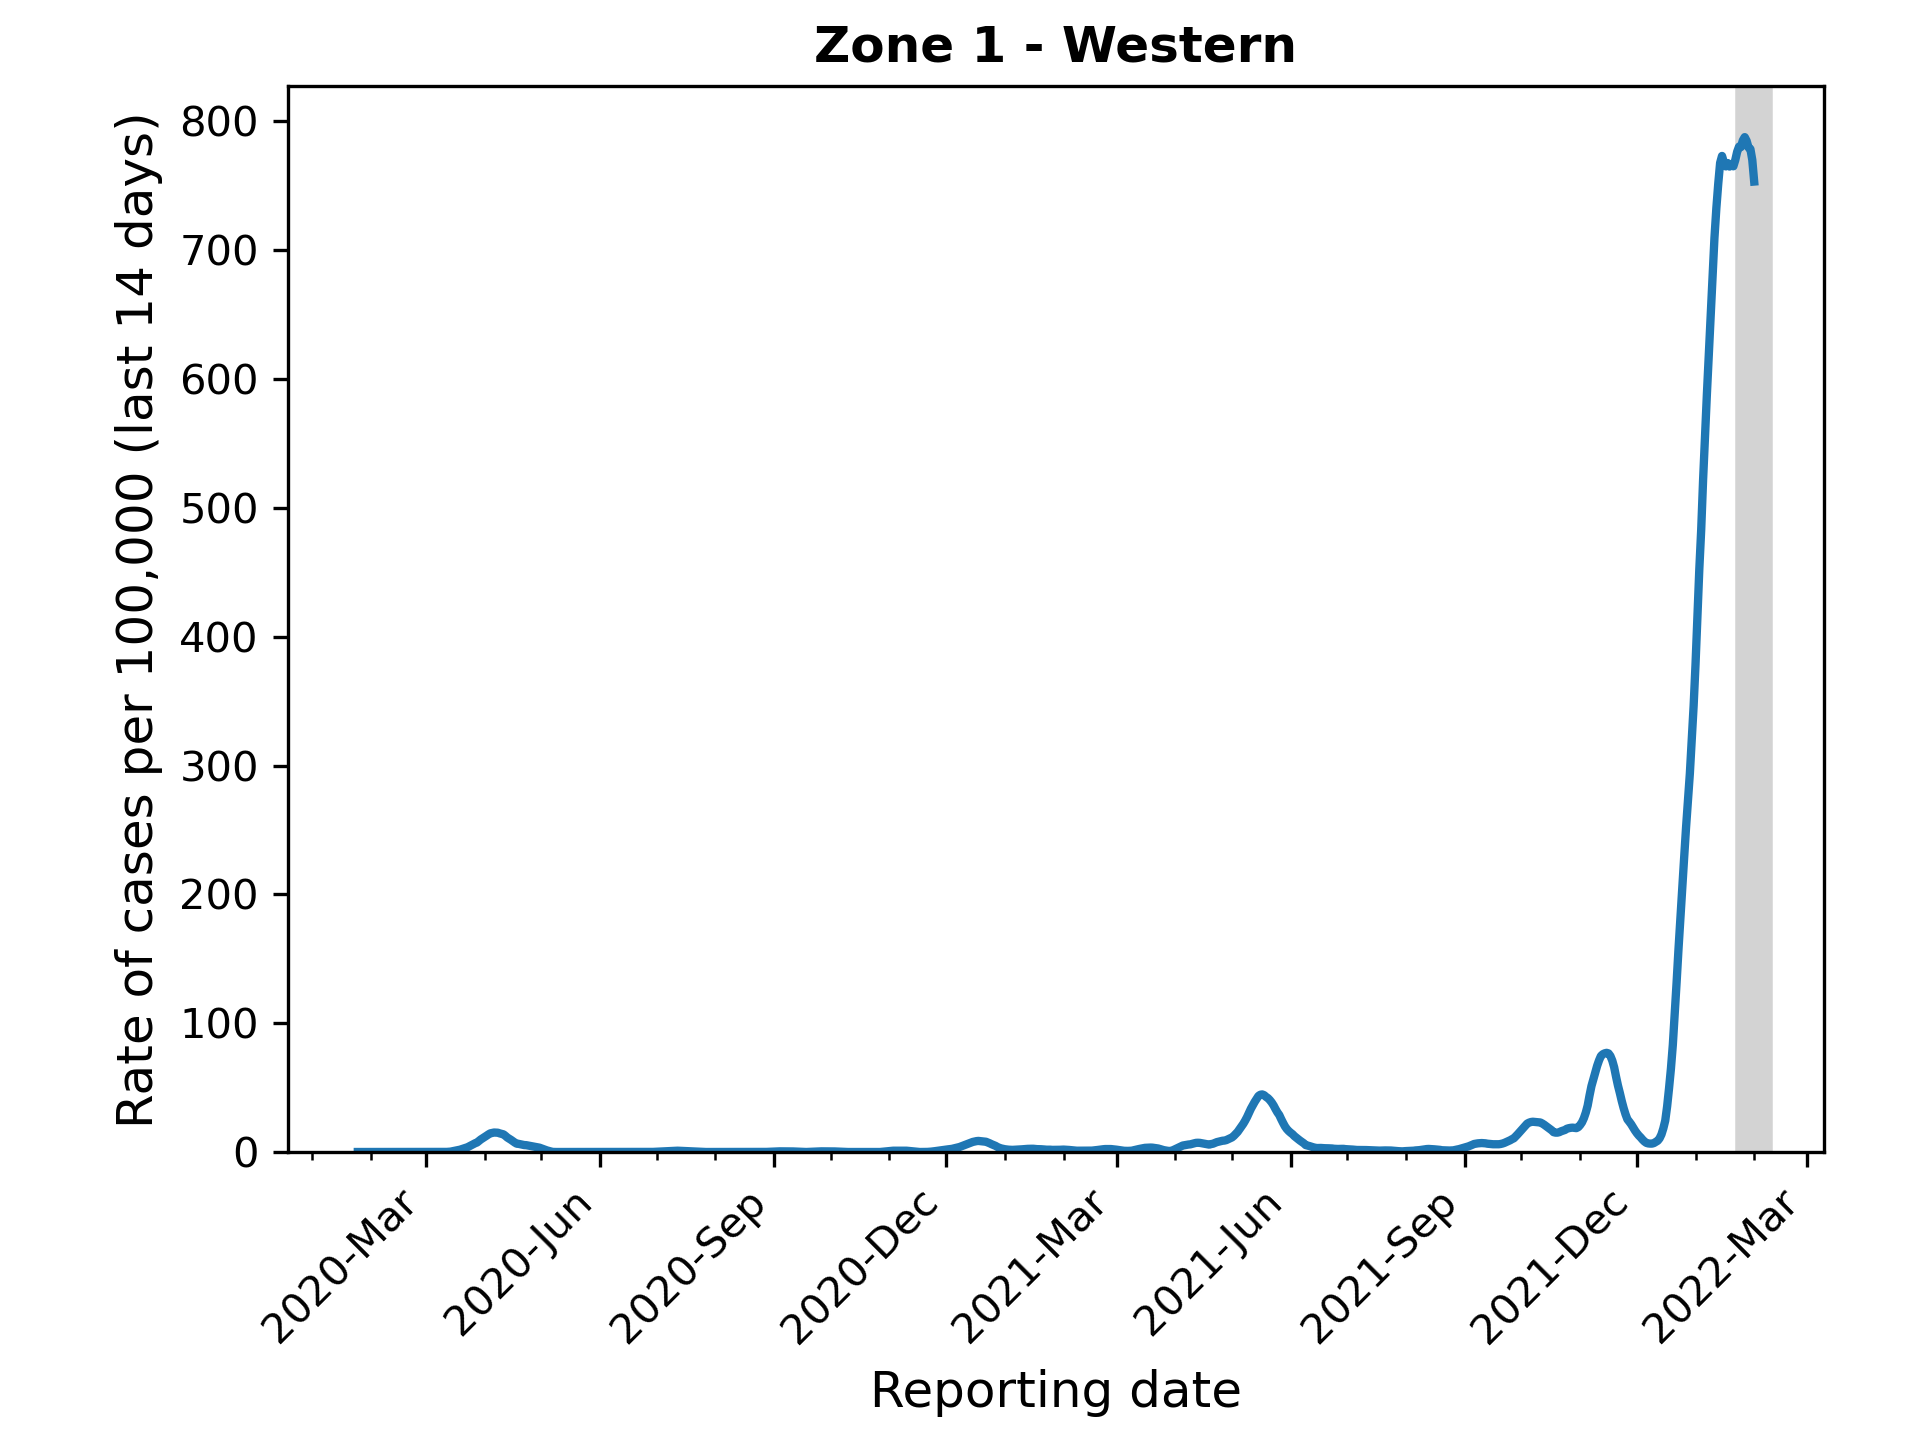 Zone 1 - Western
Rate of cases per 100,000 (last 14 days)
800
700
600
500
400
300
200
100
0
2020-Mar
2020-Jun
2020-Sep
2020-Dec
2021-Mar
2021-Jun
2021-Sep
2021-Dec
2022-Mar
Reporting date